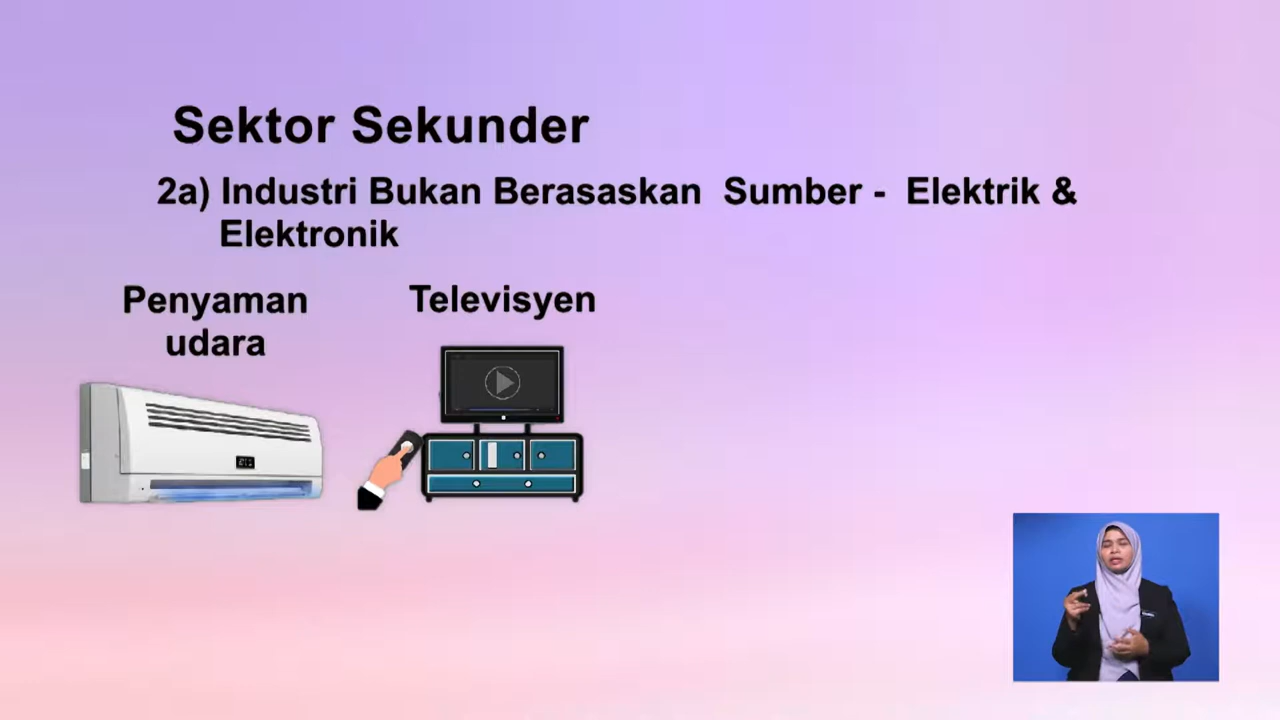 Sektor Sekunder
2a) Industri Bukan Berasaskan Sumber - Elektrik &
Elektronik
Penyaman
udara
Televisyen